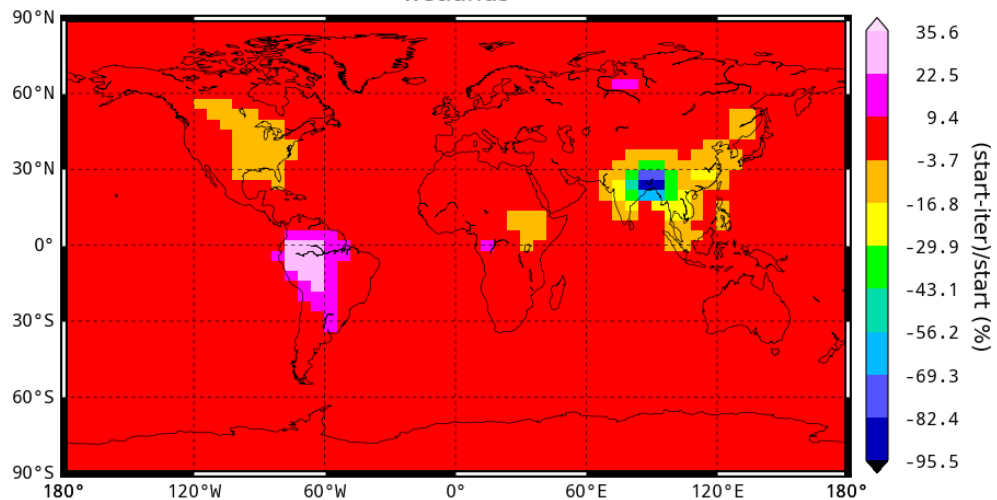 90°N
60°N
30°N
0°
30°S
60°S
90°S
180°
120°W
60°W
0°
60°E
120°E
180°
35.6
22.5
9.4
-3.7
-16.8
-29.9
-43.1
-56.2
-69.3
-82.4
-95.5
(start-iter)/start (%)